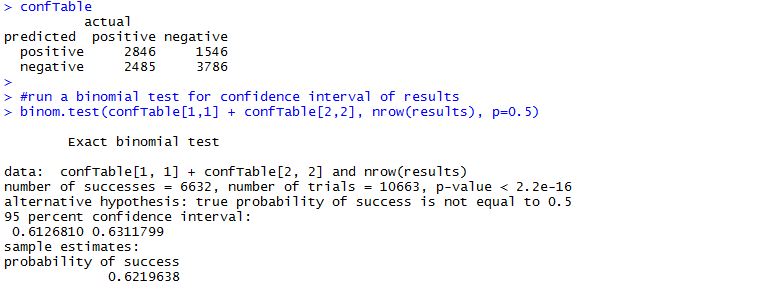 > confTable
         actual
predicted  positive negative
  positive     2846     1546
  negative     2485     3786
>
> #run a binomial test for confidence interval of results
> binom.test(confTable[1,1] + confTable[2,2], nrow(results), p=0.5)
        Exact binomial test
data:  confTable[1, 1] + confTable[2, 2] and nrow(results)
number of successes = 6632, number of trials = 10663, p-value < 2.2e-16
alternative hypothesis: true probability of success is not equal to 0.5
95 percent confidence interval:
 0.6126810 0.6311799
sample estimates:
probability of success
             0.6219638